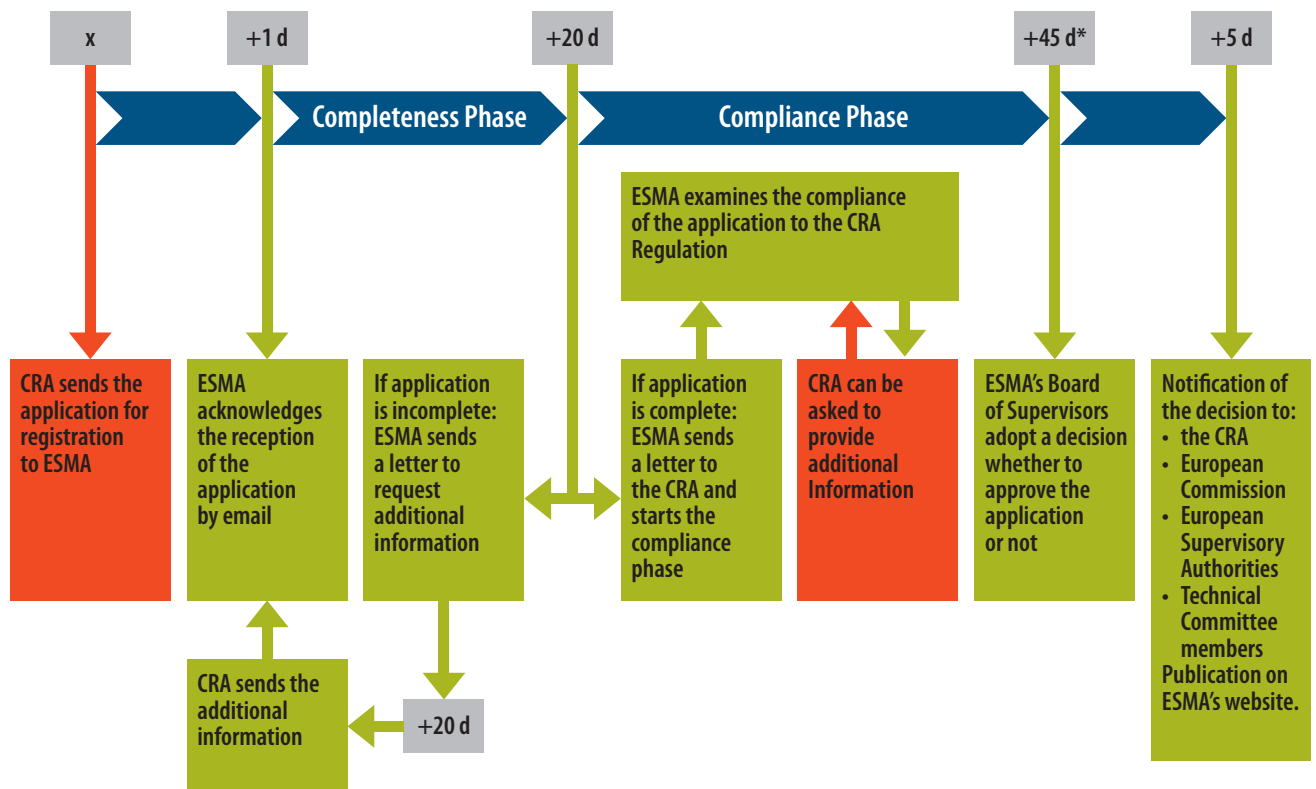 x
+1 d
+20 d
+45 d*
+5 d
Completeness Phase
Compliance Phase
ESMA examines the compliance
of the application to the CRA
Regulation
CRA sends the
application for
registration
to ESMA
ESMA
acknowledges
the reception
of the
application
by email
If application
is incomplete:
ESMA sends
a letter to
request
additional
information
If application
is complete:
ESMA sends
a letter to
the CRA and
starts the
compliance
phase
CRA can be
asked to
provide
additional
Information
ESMA’s Board
of Supervisors
adopt a decision
whether to
approve the
application
or not
Notification of
the decision to:
• the CRA
• European
Commission
• European
Supervisory
Authorities
• Technical
Committee
members
Publication on
ESMA’s website.
CRA sends the
additional
information
+20 d